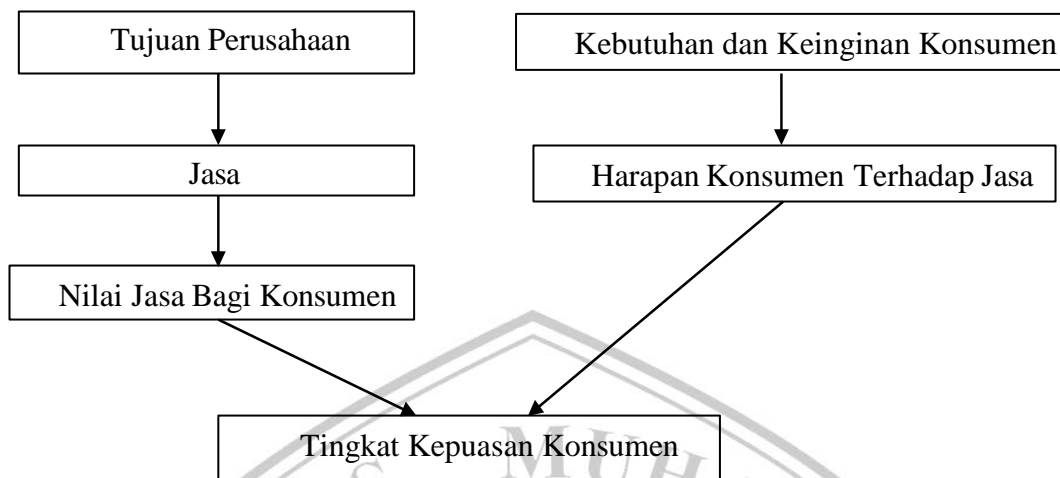 Tujuan Perusahaan
Kebutuhan dan Keinginan Konsumen
Jasa
Harapan Konsumen Terhadap Jasa
Nilai Jasa Bagi Konsumen
Tingkat Kepuasan Konsumen